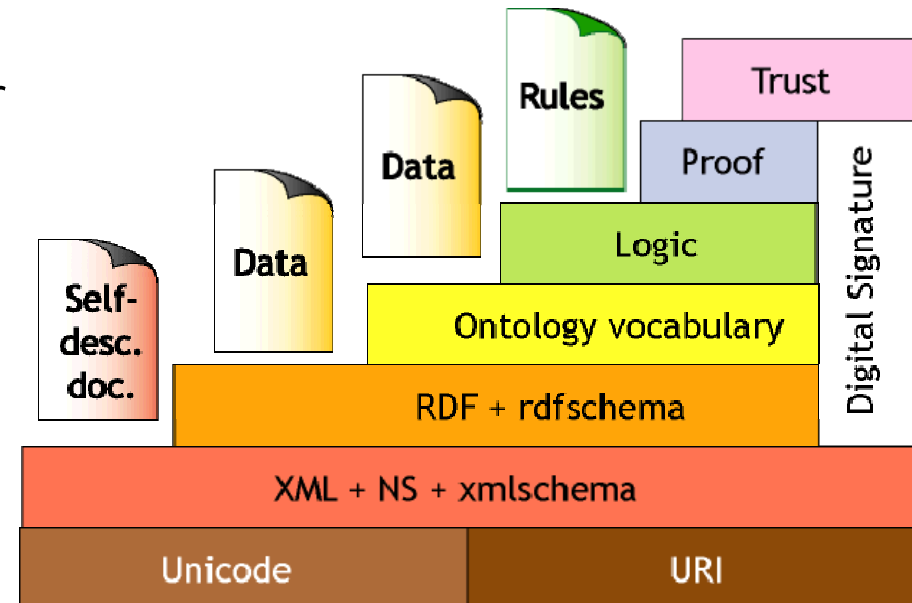 Rules
Trust
Data
Proof
Data
Logic
Self-
desc.
doc.
Ontology vocabulary
Digital Signature
RDF + rdfschema
XML + NS + xmlschema
Unicode
URI